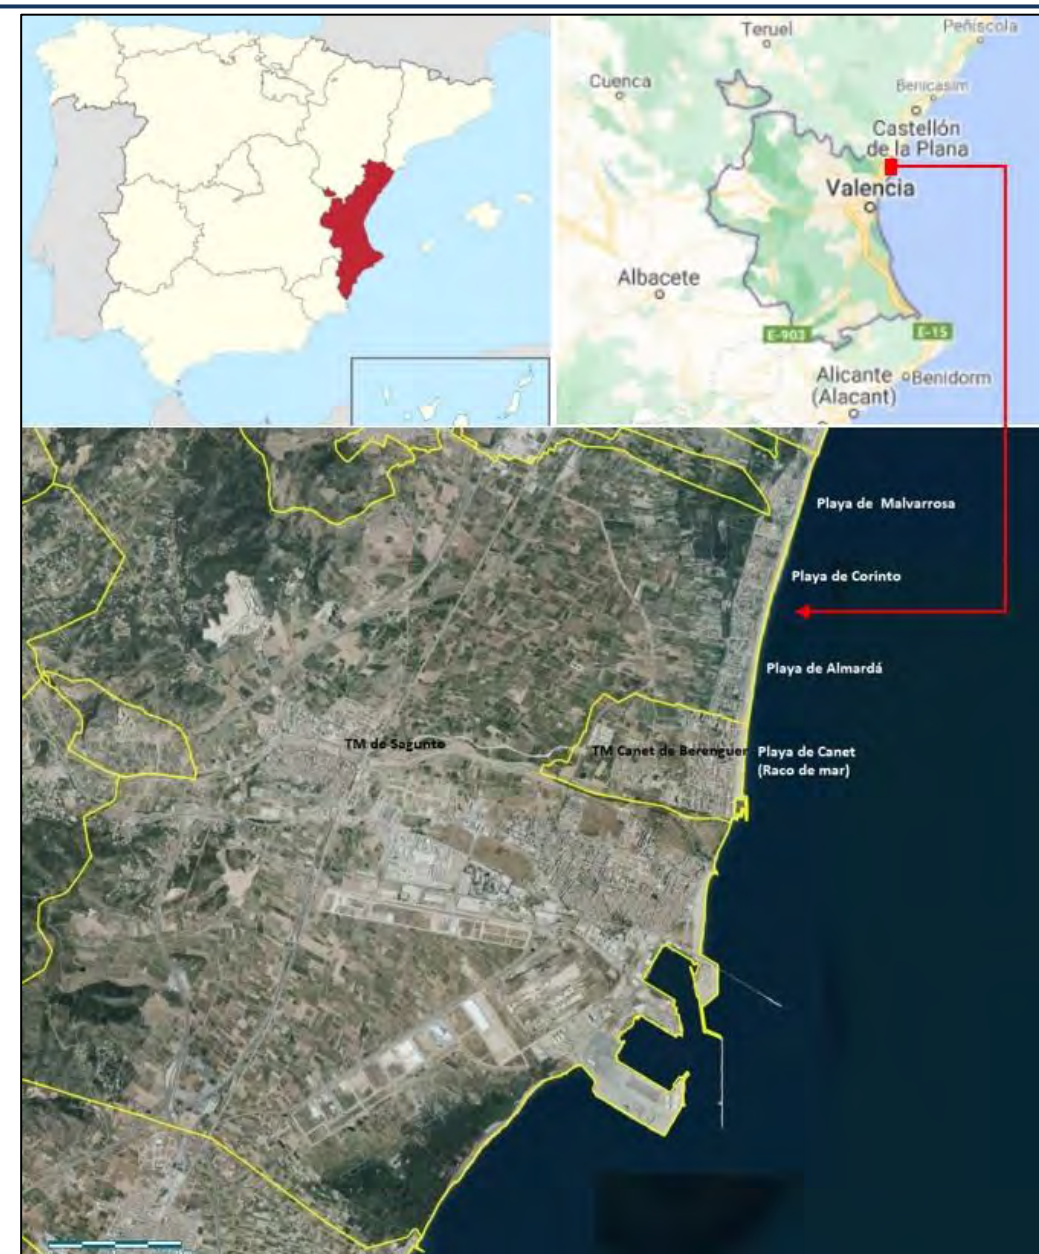 Teruel
Peñiscola
Cuenca
Benicasim
Castellón
de la Plana
Valencia
Albacete
E-903
E-15
Alicante
(Alacant)
Benidorm
Playa de Malvarrosa
Playa de Corinto
Playa de Almardá
TM de Sagunto
TM Canet de Berenguer
Playa de Canet
(Raco de mar)